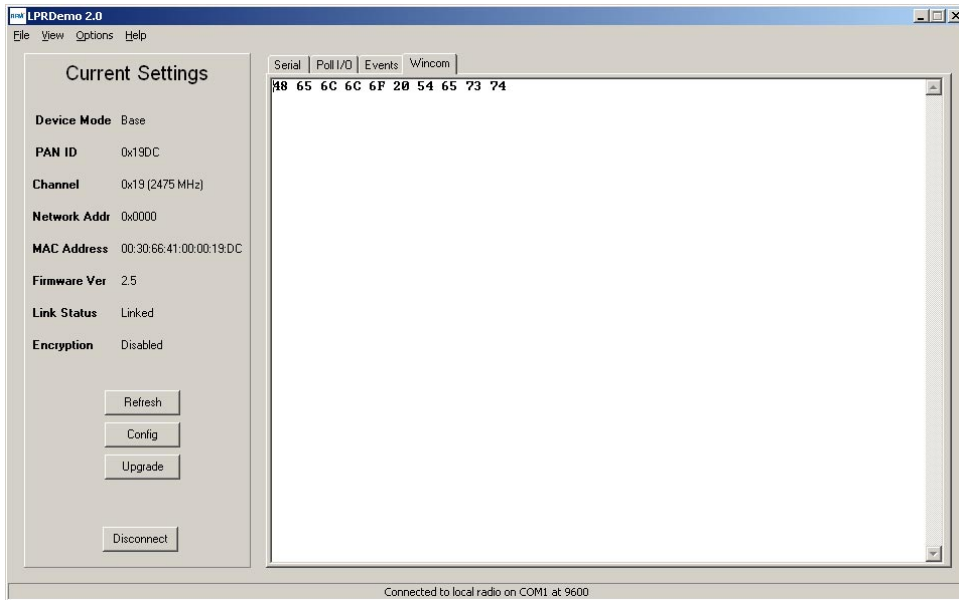 RFM LPRDemo 2.0
File View Options Help
Current Settings
Device Mode Base
PAN ID 0x19DC
Channel 0x19 (2475 MHz)
Network Addr 0x0000
MAC Address 00:30:66:41:00:00:19:DC
Firmware Ver 2.5
Link Status Linked
Encryption Disabled
Refresh
Config
Upgrade
Disconnect
Serial Poll I/O Events Wincom
48 65 6C 6C 6F 20 54 65 73 74
Connected to local radio on COM1 at 9600